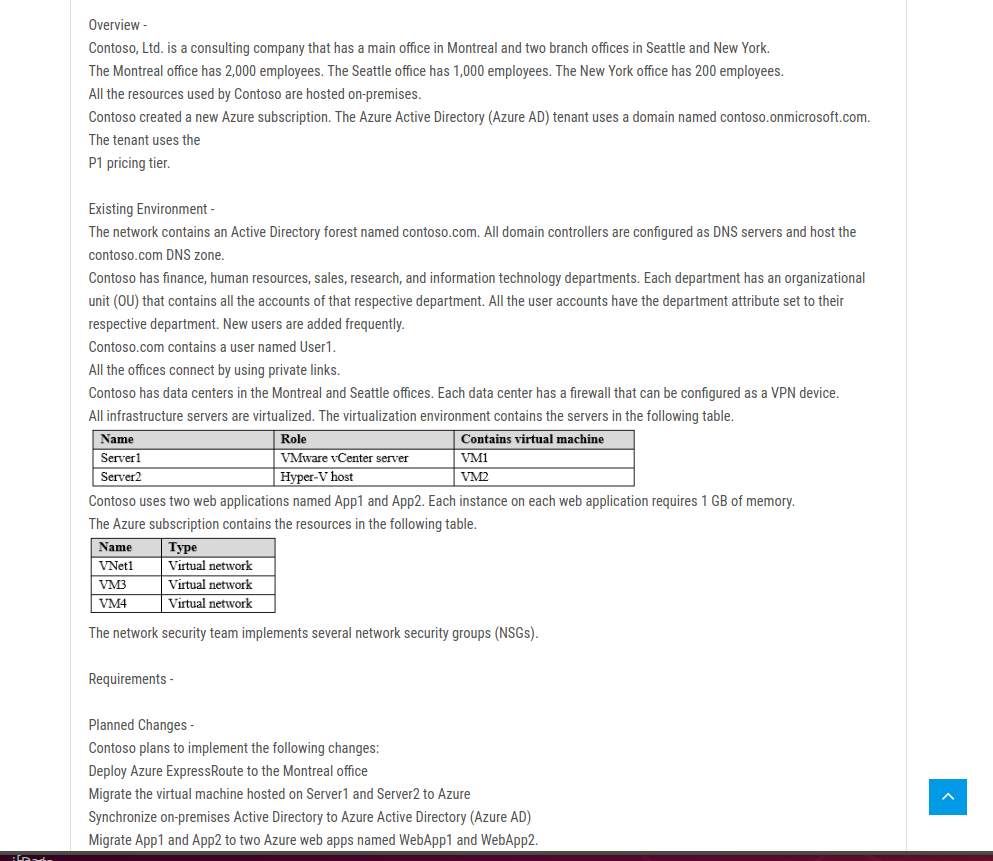 Overview -
Contoso, Ltd. is a consulting company that has a main office in Montreal and two branch offices in Seattle and New York.
The Montreal office has 2,000 employees. The Seattle office has 1,000 employees. The New York office has 200 employees.
All the resources used by Contoso are hosted on-premises.
Contoso created a new Azure subscription. The Azure Active Directory (Azure AD) tenant uses a domain named contoso.onmicrosoft.com.
The tenant uses the
P1 pricing tier.
Existing Environment -
The network contains an Active Directory forest named contoso.com. All domain controllers are configured as DNS servers and host the
contoso.com DNS zone.
Contoso has finance, human resources, sales, research, and information technology departments. Each department has an organizational
unit (OU) that contains all the accounts of that respective department. All the user accounts have the department attribute set to their
respective department. New users are added frequently.
Contoso.com contains a user named User1.
All the offices connect by using private links.
Contoso has data centers in the Montreal and Seattle offices. Each data center has a firewall that can be configured as a VPN device.
All infrastructure servers are virtualized. The virtualization environment contains the servers in the following table.
Name Role Contains virtual machine
Server1 VMware vCenter server VM1
Server2 Hyper-V host VM2
Contoso uses two web applications named App1 and App2. Each instance on each web application requires 1 GB of memory.
The Azure subscription contains the resources in the following table.
Name Type
VNet1 Virtual network
VM3 Virtual network
VM4 Virtual network
The network security team implements several network security groups (NSGs).
Requirements -
Planned Changes -
Contoso plans to implement the following changes:
Deploy Azure ExpressRoute to the Montreal office
Migrate the virtual machine hosted on Server1 and Server2 to Azure
Synchronize on-premises Active Directory to Azure Active Directory (Azure AD)
Migrate App1 and App2 to two Azure web apps named WebApp1 and WebApp2.